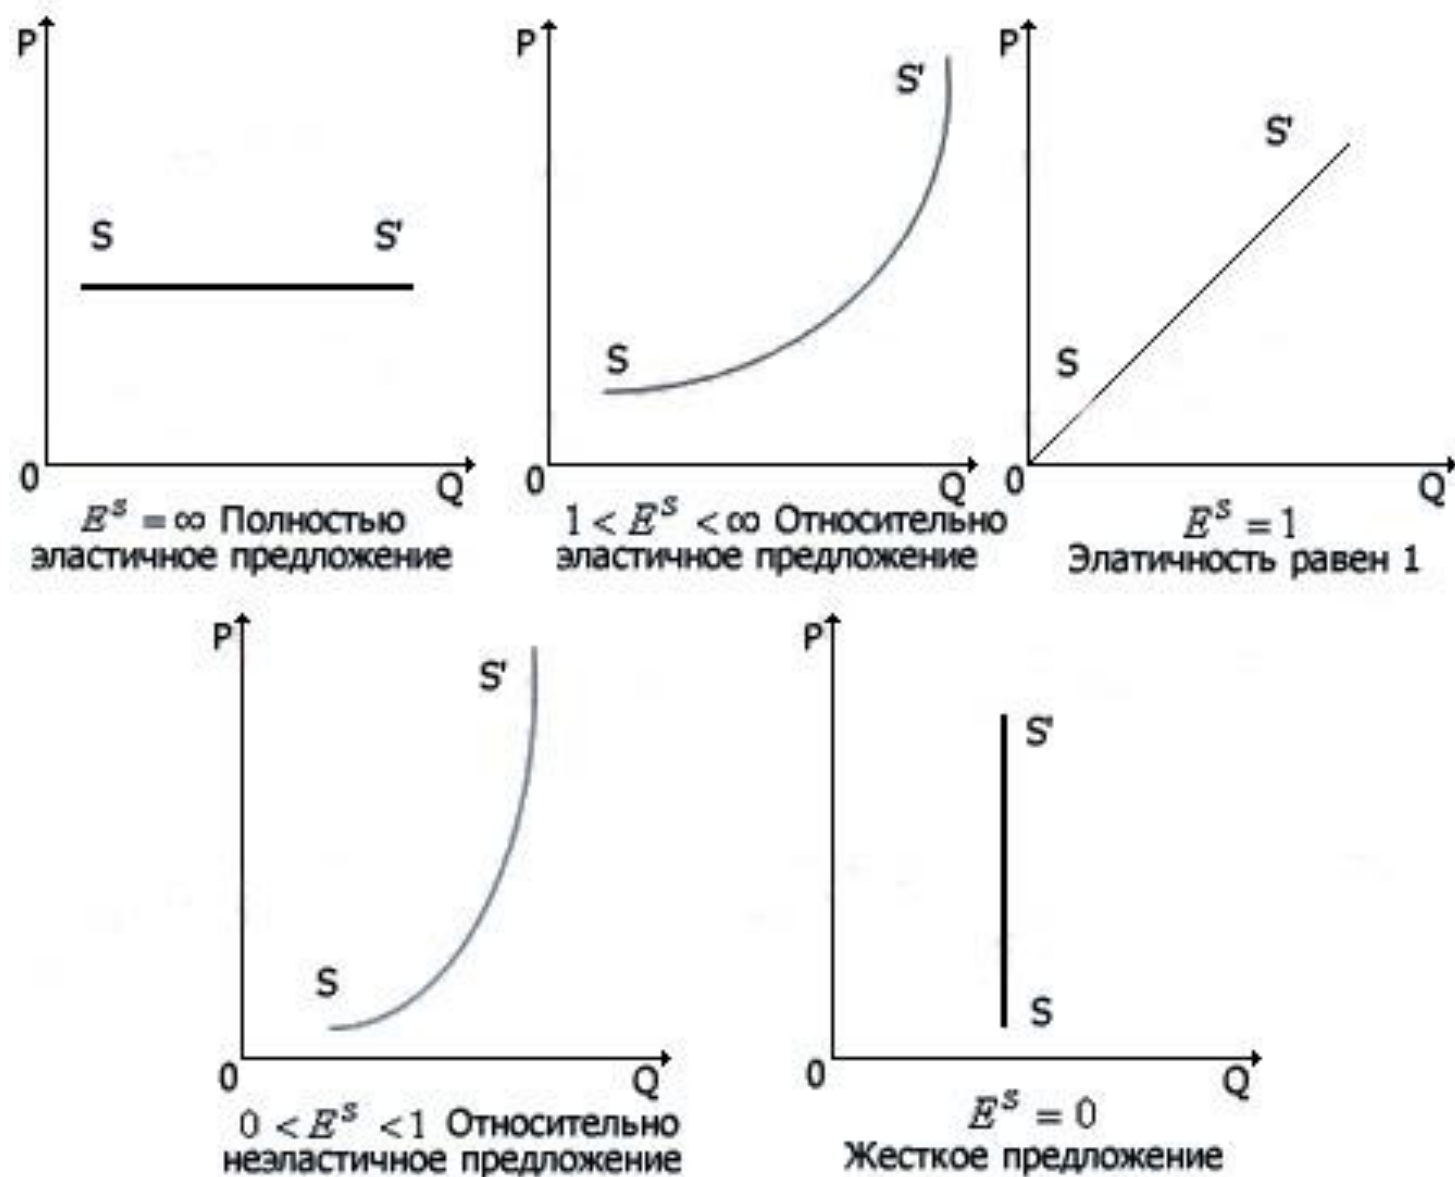 P
S'
S
0
Q
E^S = ∞ Полностью
эластичное предложение
P
S'
S
0
Q
1 < E^S < ∞ Относительно
эластичное предложение
P
S'
S
0
Q
E^S = 1
Элатичность равен 1
P
S'
S
0
Q
0 < E^S < 1 Относительно
неэластичное предложение
P
S'
S
0
Q
E^S = 0
Жесткое предложение